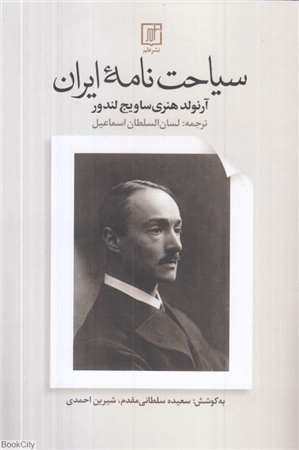 نشر علم
سیاحت نامهٔ ایران
آرنولد هنری ساویج لندور
ترجمه: لسان السلطان اسماعیل
به کوشش: سعیده سلطانی مقدم، شیرین احمدی
BookCity